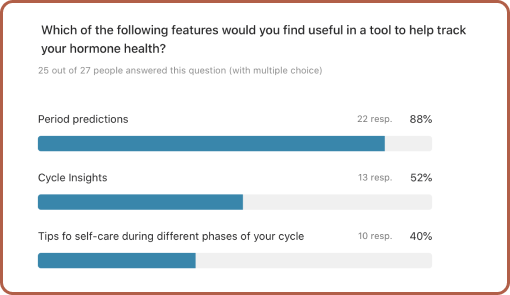 Which of the following features would you find useful in a tool to help track
your hormone health?
25 out of 27 people answered this question (with multiple choice)
Period predictions 22 resp. 88%
Cycle Insights 13 resp. 52%
Tips fo self-care during different phases of your cycle 10 resp. 40%